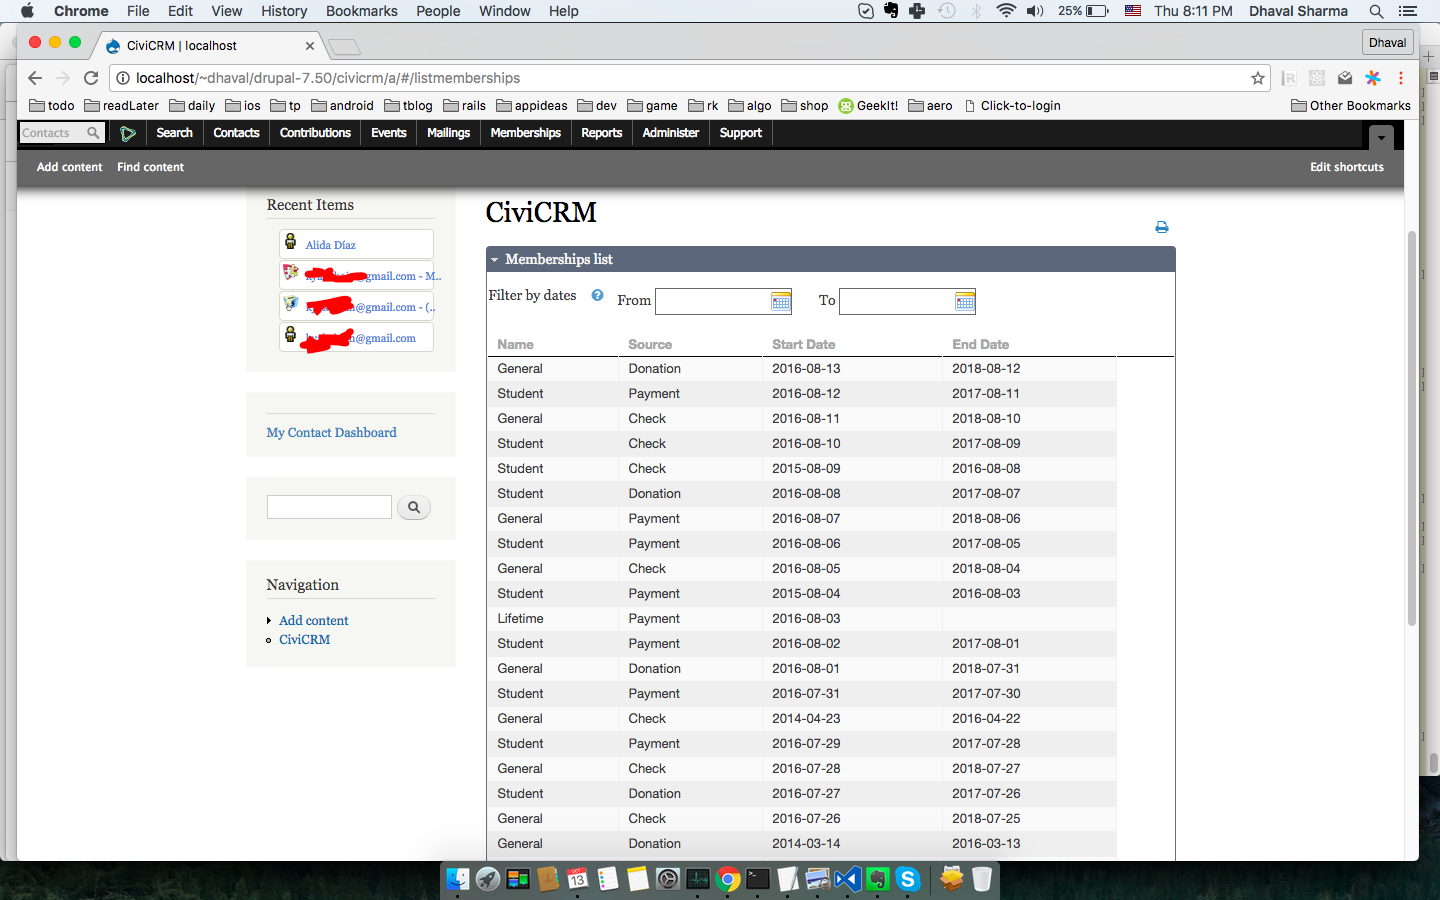 Chrome File Edit View History Bookmarks People Window Help 25% Thu 8:11 PM Dhaval Sharma
CiviCRM | localhost Dhaval
localhost/~dhaval/drupal-7.50/civicrm/a/#/listmemberships
todo readLater daily ios tp android tblog rails appideas dev game rk algo shop GeekIt! aero Click-to-login Other Bookmarks
Contacts Search Contacts Contributions Events Mailings Memberships Reports Administer Support
Add content Find content Edit shortcuts
Recent Items
Alida Díaz
@gmail.com - M..
@gmail.com - (..
@gmail.com
My Contact Dashboard
Navigation
Add content
CiviCRM
CiviCRM
Memberships list
Filter by dates ? From To
Name Source Start Date End Date
General Donation 2016-08-13 2018-08-12
Student Payment 2016-08-12 2017-08-11
General Check 2016-08-11 2018-08-10
Student Check 2016-08-10 2017-08-09
Student Check 2015-08-09 2016-08-08
Student Donation 2016-08-08 2017-08-07
General Payment 2016-08-07 2018-08-06
Student Payment 2016-08-06 2017-08-05
General Check 2016-08-05 2018-08-04
Student Payment 2015-08-04 2016-08-03
Lifetime Payment 2016-08-03
Student Payment 2016-08-02 2017-08-01
General Donation 2016-08-01 2018-07-31
Student Payment 2016-07-31 2017-07-30
General Check 2014-04-23 2016-04-22
Student Payment 2016-07-29 2017-07-28
General Check 2016-07-28 2018-07-27
Student Donation 2016-07-27 2017-07-26
General Check 2016-07-26 2018-07-25
General Donation 2014-03-14 2016-03-13
OCT
13